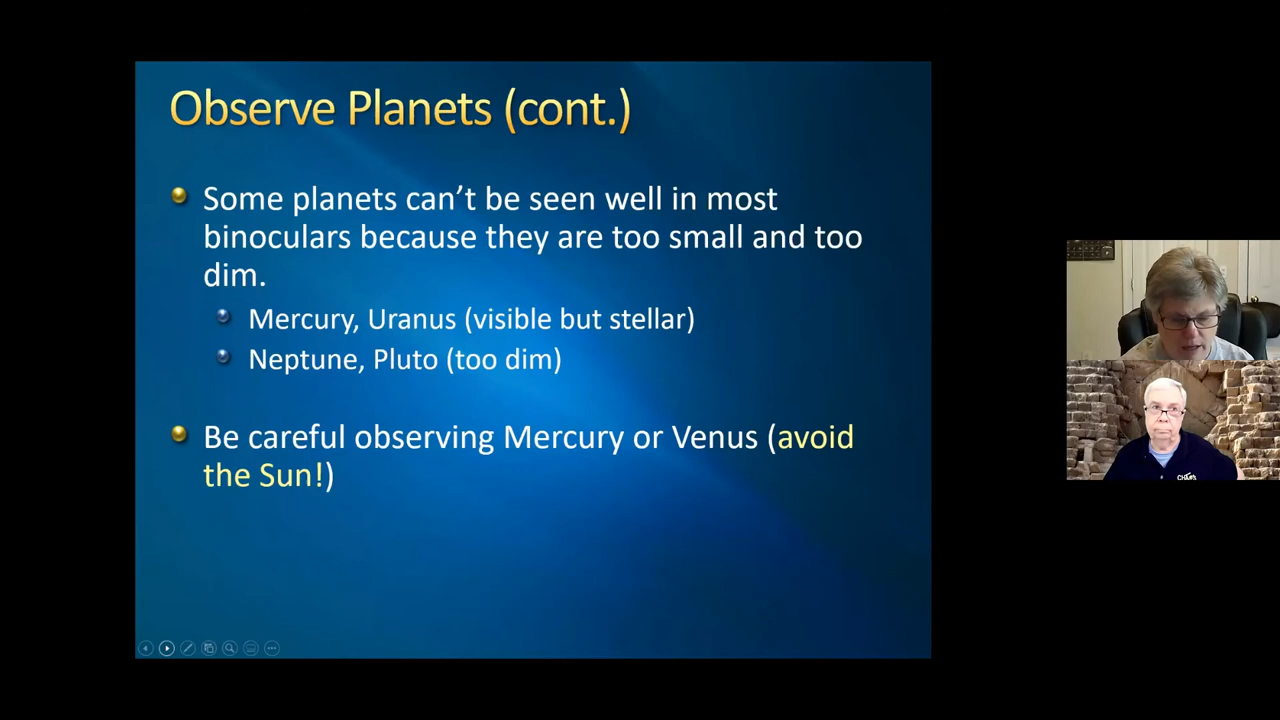 Observe Planets (cont.)
Some planets can’t be seen well in most
binoculars because they are too small and too
dim.
Mercury, Uranus (visible but stellar)
Neptune, Pluto (too dim)
Be careful observing Mercury or Venus (avoid
the Sun!)